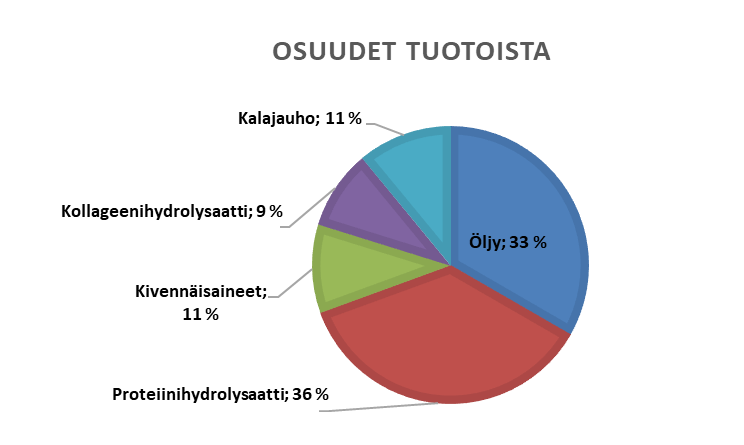 OSUUDET TUOTOISTA
Kalajauho; 11 %
Kollageenihydrolysaatti; 9 %
Öljy; 33 %
Kivennäisaineet;
11 %
Proteiinihydrolysaatti; 36 %